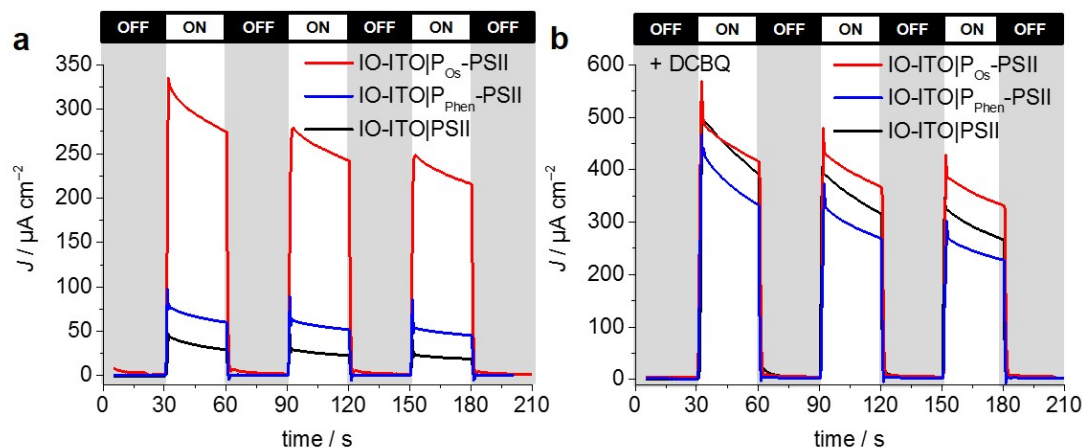 a
OFF ON OFF ON OFF ON OFF
IO-ITO|P_Os-PSII
IO-ITO|P_Phen-PSII
IO-ITO|PSII
J / µA cm⁻²
350
300
250
200
150
100
50
0
0 30 60 90 120 150 180 210
time / s
b
OFF ON OFF ON OFF ON OFF
+ DCBQ
IO-ITO|P_Os-PSII
IO-ITO|P_Phen-PSII
IO-ITO|PSII
J / µA cm⁻²
600
500
400
300
200
100
0
0 30 60 90 120 150 180 210
time / s